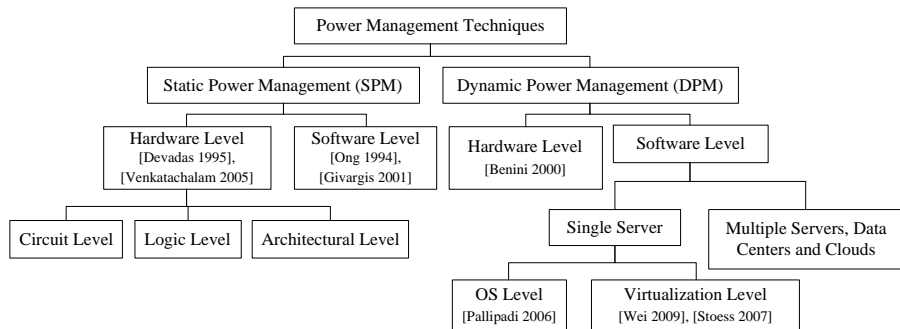 Power Management Techniques
Static Power Management (SPM)
Dynamic Power Management (DPM)
Hardware Level
[Devadas 1995],
[Venkatachalam 2005]
Software Level
[Ong 1994],
[Givargis 2001]
Hardware Level
[Benini 2000]
Software Level
Circuit Level
Logic Level
Architectural Level
Single Server
Multiple Servers, Data
Centers and Clouds
OS Level
[Pallipadi 2006]
Virtualization Level
[Wei 2009], [Stoess 2007]